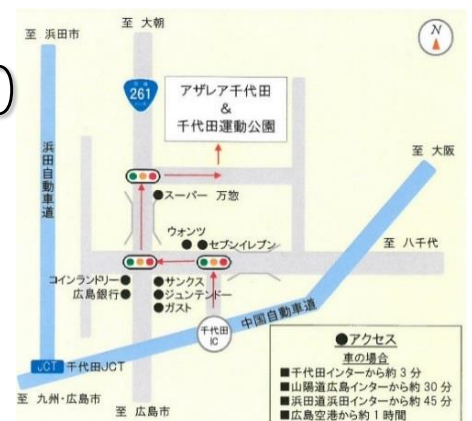 至 大朝
至 浜田市
N
261
アザレア千代田
&
千代田運動公園
至 大阪
浜田自動車道
スーパー 万惣
ウォンツ
セブンイレブン
至 八千代
コインランドリー
広島銀行
サンクス
ジュンテンドー
ガスト
千代田
IC
中国自動車道
JCT 千代田JCT
至 九州・広島市
至 広島市
●アクセス
車の場合
■千代田インターから約3分
■山陽道広島インターから約30分
■浜田道浜田インターから約45分
■広島空港から約1時間